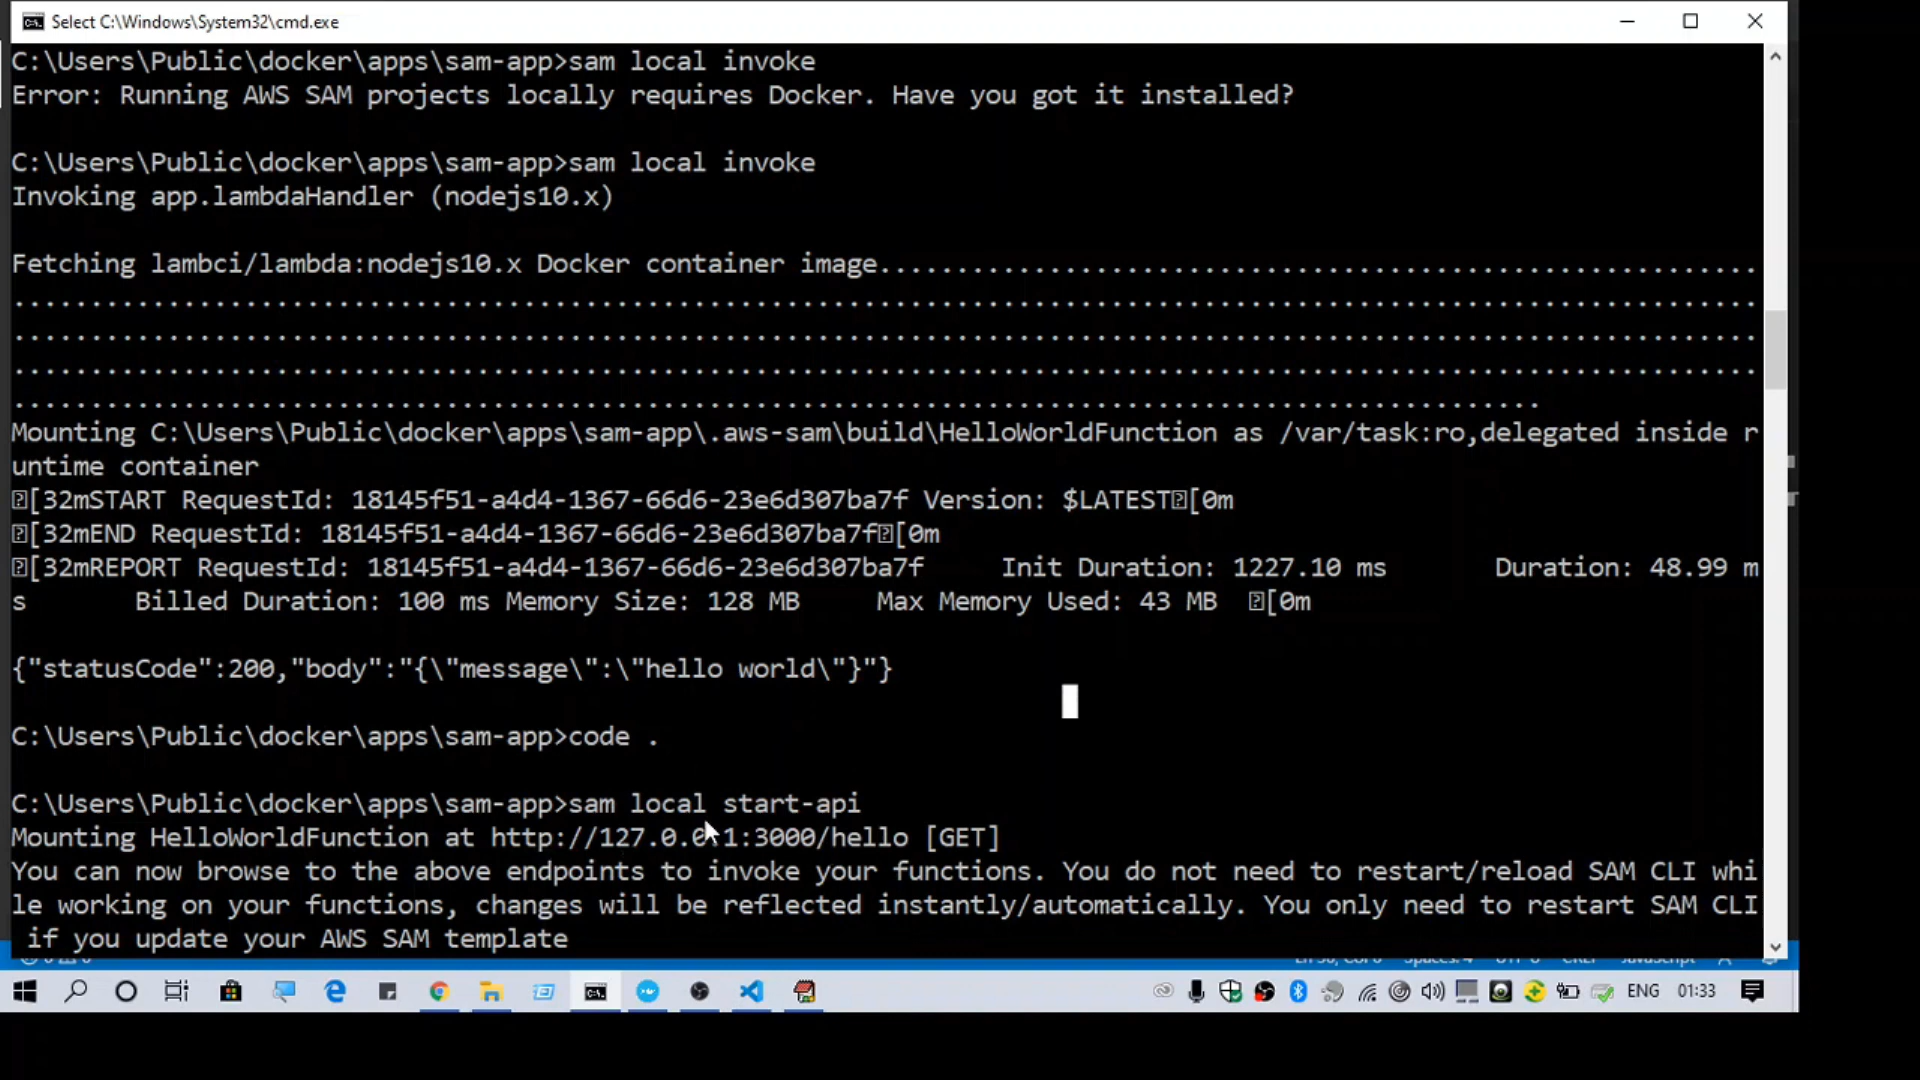 Select C:\Windows\System32\cmd.exe
C:\Users\Public\docker\apps\sam-app>sam local invoke
Error: Running AWS SAM projects locally requires Docker. Have you got it installed?
C:\Users\Public\docker\apps\sam-app>sam local invoke
Invoking app.lambdaHandler (nodejs10.x)
Fetching lambci/lambda:nodejs10.x Docker container image.................................................................
.................................................................................................................
.................................................................................................................
.................................................................................................................
...................................................................................................
Mounting C:\Users\Public\docker\apps\sam-app\.aws-sam\build\HelloWorldFunction as /var/task:ro,delegated inside r
untime container
[32mSTART RequestId: 18145f51-a4d4-1367-66d6-23e6d307ba7f Version: $LATEST[0m
[32mEND RequestId: 18145f51-a4d4-1367-66d6-23e6d307ba7f[0m
[32mREPORT RequestId: 18145f51-a4d4-1367-66d6-23e6d307ba7f Init Duration: 1227.10 ms Duration: 48.99 m
s Billed Duration: 100 ms Memory Size: 128 MB Max Memory Used: 43 MB [0m
{"statusCode":200,"body":"{\"message\":\"hello world\"}"}
C:\Users\Public\docker\apps\sam-app>code .
C:\Users\Public\docker\apps\sam-app>sam local start-api
Mounting HelloWorldFunction at http://127.0.0.1:3000/hello [GET]
You can now browse to the above endpoints to invoke your functions. You do not need to restart/reload SAM CLI whi
le working on your functions, changes will be reflected instantly/automatically. You only need to restart SAM CLI
if you update your AWS SAM template
ENG 01:33